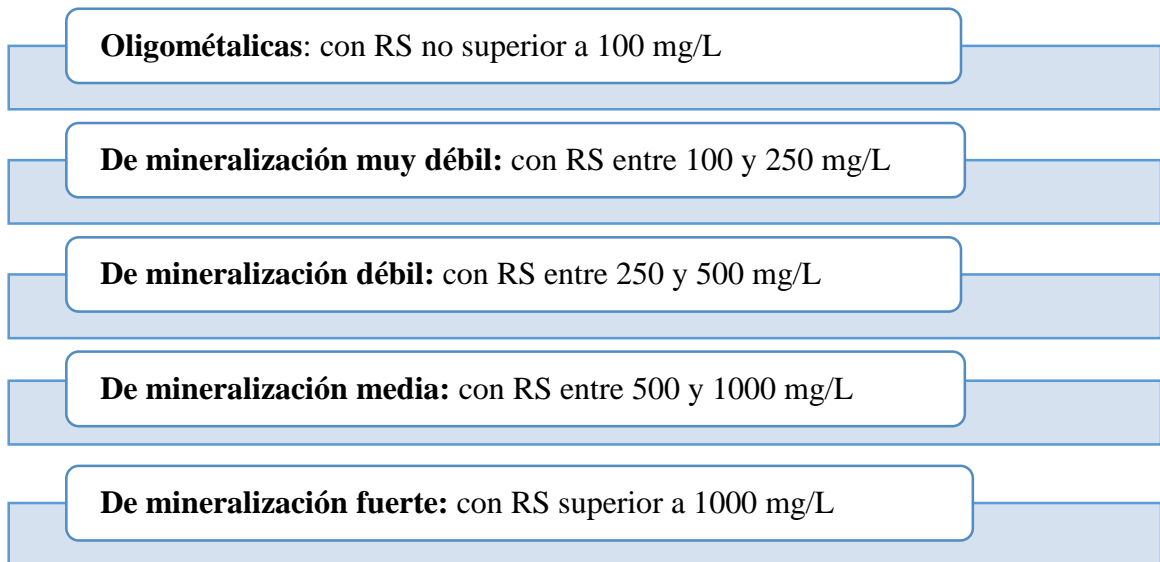 Oligométalicas: con RS no superior a 100 mg/L
De mineralización muy débil: con RS entre 100 y 250 mg/L
De mineralización débil: con RS entre 250 y 500 mg/L
De mineralización media: con RS entre 500 y 1000 mg/L
De mineralización fuerte: con RS superior a 1000 mg/L